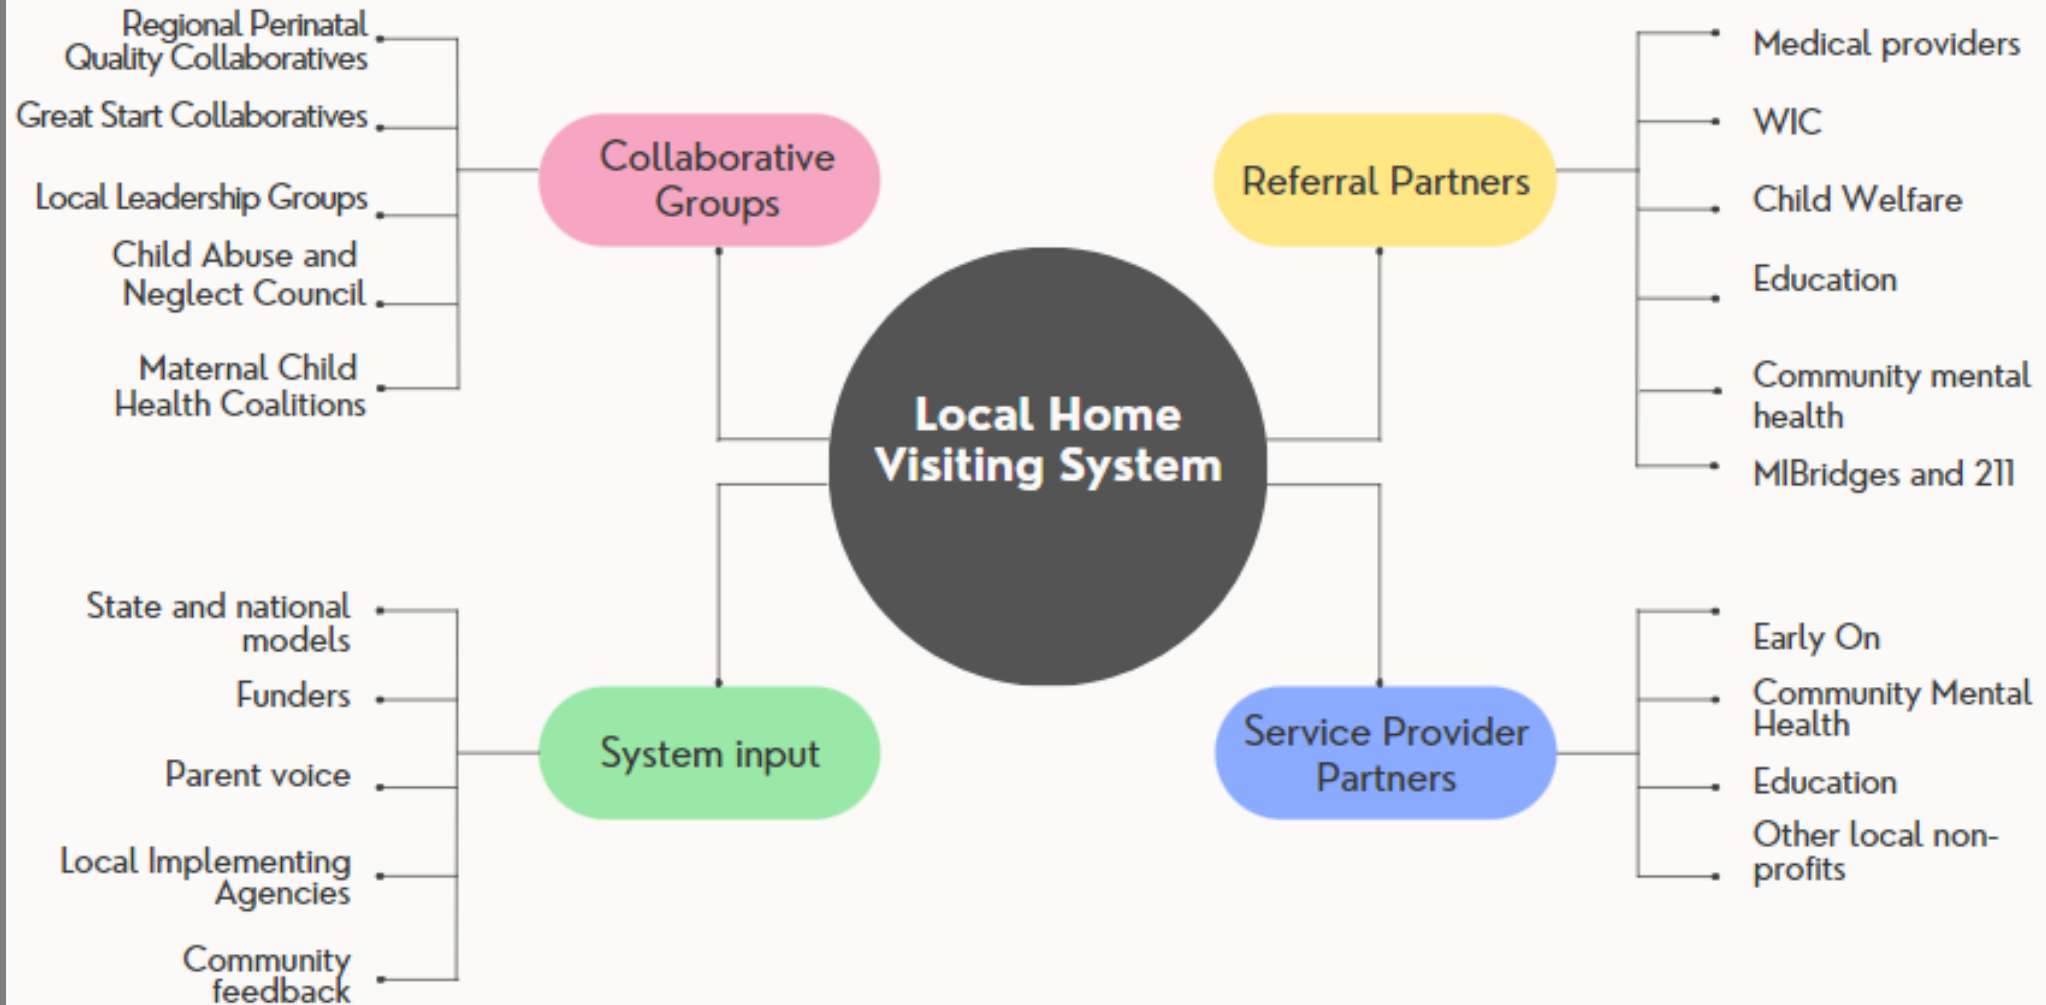 Regional Perinatal
Quality Collaboratives
Great Start Collaboratives
Local Leadership Groups
Child Abuse and
Neglect Council
Maternal Child
Health Coalitions
Collaborative
Groups
Referral Partners
Medical providers
WIC
Child Welfare
Education
Community mental
health
MIBridges and 211
Local Home
Visiting System
State and national
models
Funders
Parent voice
Local Implementing
Agencies
Community
feedback
System input
Service Provider
Partners
Early On
Community Mental
Health
Education
Other local non-
profits